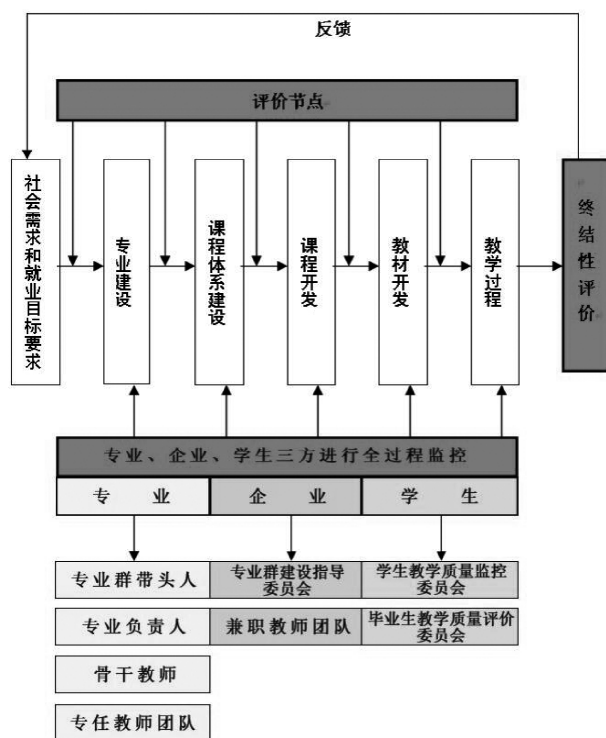 反馈
评价节点
社会需求和就业目标要求
专业建设
课程体系建设
课程开发
教材开发
教学过程
终结性评价
专业、企业、学生三方进行全过程监控
专 业
企 业
学 生
专业群带头人
专业群建设指导
委员会
学生教学质量监控
委员会
专业负责人
兼职教师团队
毕业生教学质量评价
委员会
骨干教师
专任教师团队